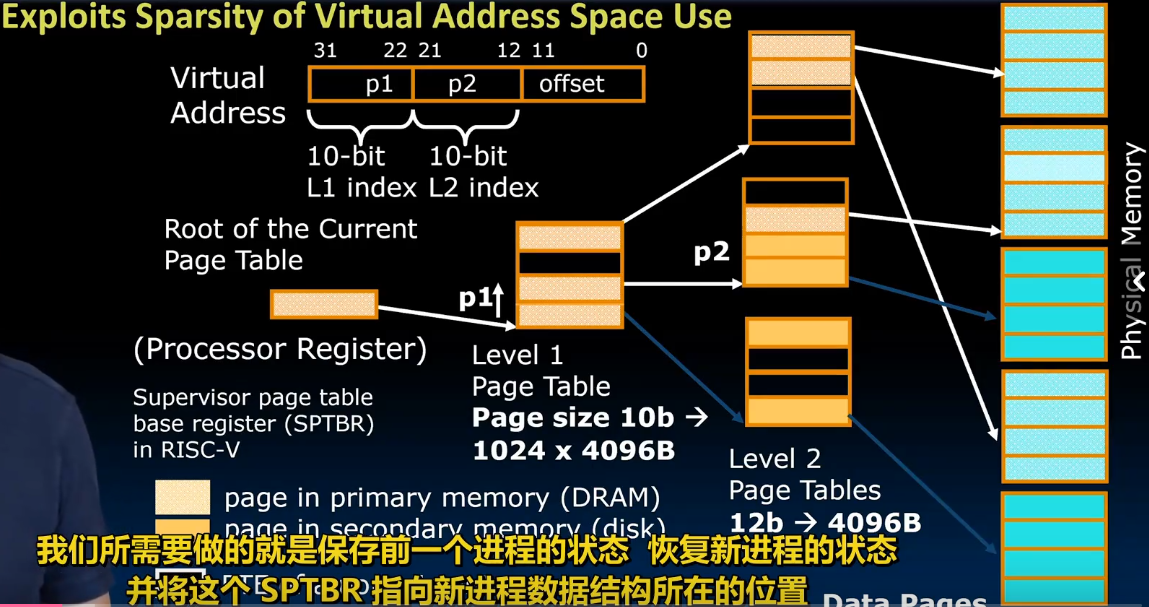 Exploits Sparsity of Virtual Address Space Use
31 22 21 12 11 0
Virtual
Address
p1 p2 offset
10-bit
L1 index
10-bit
L2 index
Root of the Current
Page Table
(Processor Register)
Supervisor page table
base register (SPTBR)
in RISC-V
p1
Level 1
Page Table
Page size 10b →
1024 x 4096B
p2
Level 2
Page Tables
12b → 4096B
Physical Memory
page in primary memory (DRAM)
page in secondary memory (disk)
我们所需要做的就是保存前一个进程的状态 恢复新进程的状态
并将这个 SPTBR 指向新进程数据结构所在的位置
Data Pages